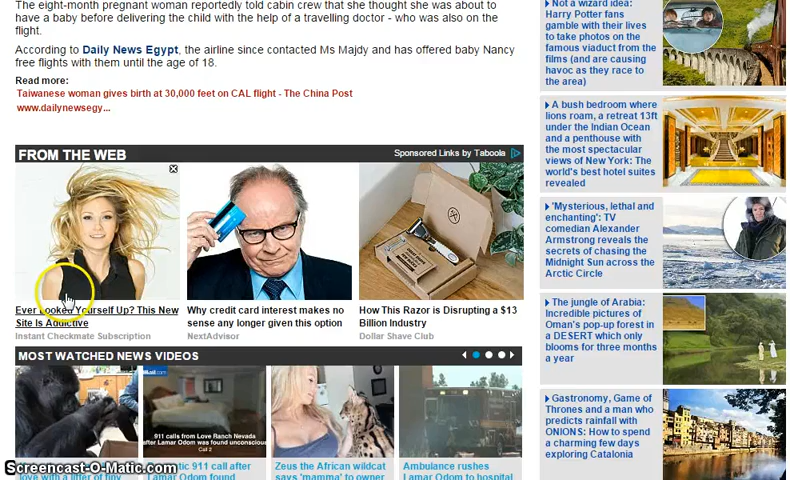 The eight-month pregnant woman reportedly told cabin crew that she thought she was about to
have a baby before delivering the child with the help of a travelling doctor - who was also on the
flight.
According to Daily News Egypt, the airline since contacted Ms Majdy and has offered baby Nancy
free flights with them until the age of 18.
Read more:
Taiwanese woman gives birth at 30,000 feet on CAL flight - The China Post
www.dailynewsegy...
FROM THE WEB
Sponsored Links by Taboola
Ever Looked Yourself Up? This New
Site Is Addictive
Instant Checkmate Subscription
Why credit card interest makes no
sense any longer given this option
NextAdvisor
How This Razor is Disrupting a $13
Billion Industry
Dollar Shave Club
MOST WATCHED NEWS VIDEOS
Mail.com
911 calls from Love Ranch Nevada
after Lamar Odom was found unconscious
Call 2
love with a litter of tiny
tic 911 call after
Lamar Odom found
Zeus the African wildcat
says 'mamma' to owner
Ambulance rushes
Lamar Odom to hospital
Screencast-O-Matic.com
Not a wizard idea:
Harry Potter fans
gamble with their lives
to take photos on the
famous viaduct from the
films (and are causing
havoc as they race to
the area)
A bush bedroom where
lions roam, a retreat 13ft
under the Indian Ocean
and a penthouse with
the most spectacular
views of New York: The
world's best hotel suites
revealed
'Mysterious, lethal and
enchanting': TV
comedian Alexander
Armstrong reveals the
secrets of chasing the
Midnight Sun across the
Arctic Circle
The jungle of Arabia:
Incredible pictures of
Oman's pop-up forest in
a DESERT which only
blooms for three months
a year
Gastronomy, Game of
Thrones and a man who
predicts rainfall with
ONIONS: How to spend
a charming few days
exploring Catalonia